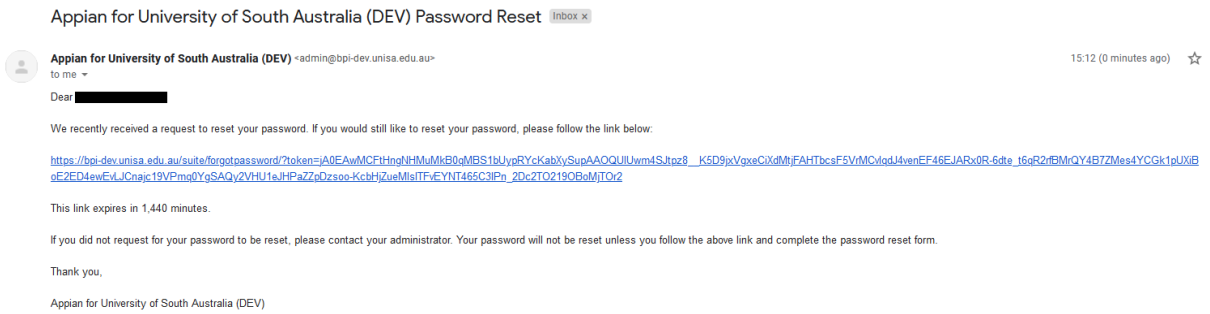 Appian for University of South Australia (DEV) Password Reset Inbox x
Appian for University of South Australia (DEV) <admin@bpi-dev.unisa.edu.au> 15:12 (0 minutes ago)
to me
Dear
We recently received a request to reset your password. If you would still like to reset your password, please follow the link below:
https://bpi-dev.unisa.edu.au/suite/forgotpassword/?token=jA0EAwMCFtHngNHMuMkB0qMBS1bUypRYcKabXySupAAOQUlUwm4SJtpz8__K5D9jxVgxeCiXdMtjFAHTbcsF5VrMCvlqdJ4venEF46EJARx0R-6dte_t6qR2rfBMrQY4B7ZMes4YCGk1pUXiB
oE2ED4ewEvLJCnajc19VPmq0YgSAQy2VHU1eJHPaZZpDzsoo-KcbHjZueMIsITFvEYNT465C3lPn_2Dc2TO219OBoMjTOr2
This link expires in 1,440 minutes.
If you did not request for your password to be reset, please contact your administrator. Your password will not be reset unless you follow the above link and complete the password reset form.
Thank you,
Appian for University of South Australia (DEV)